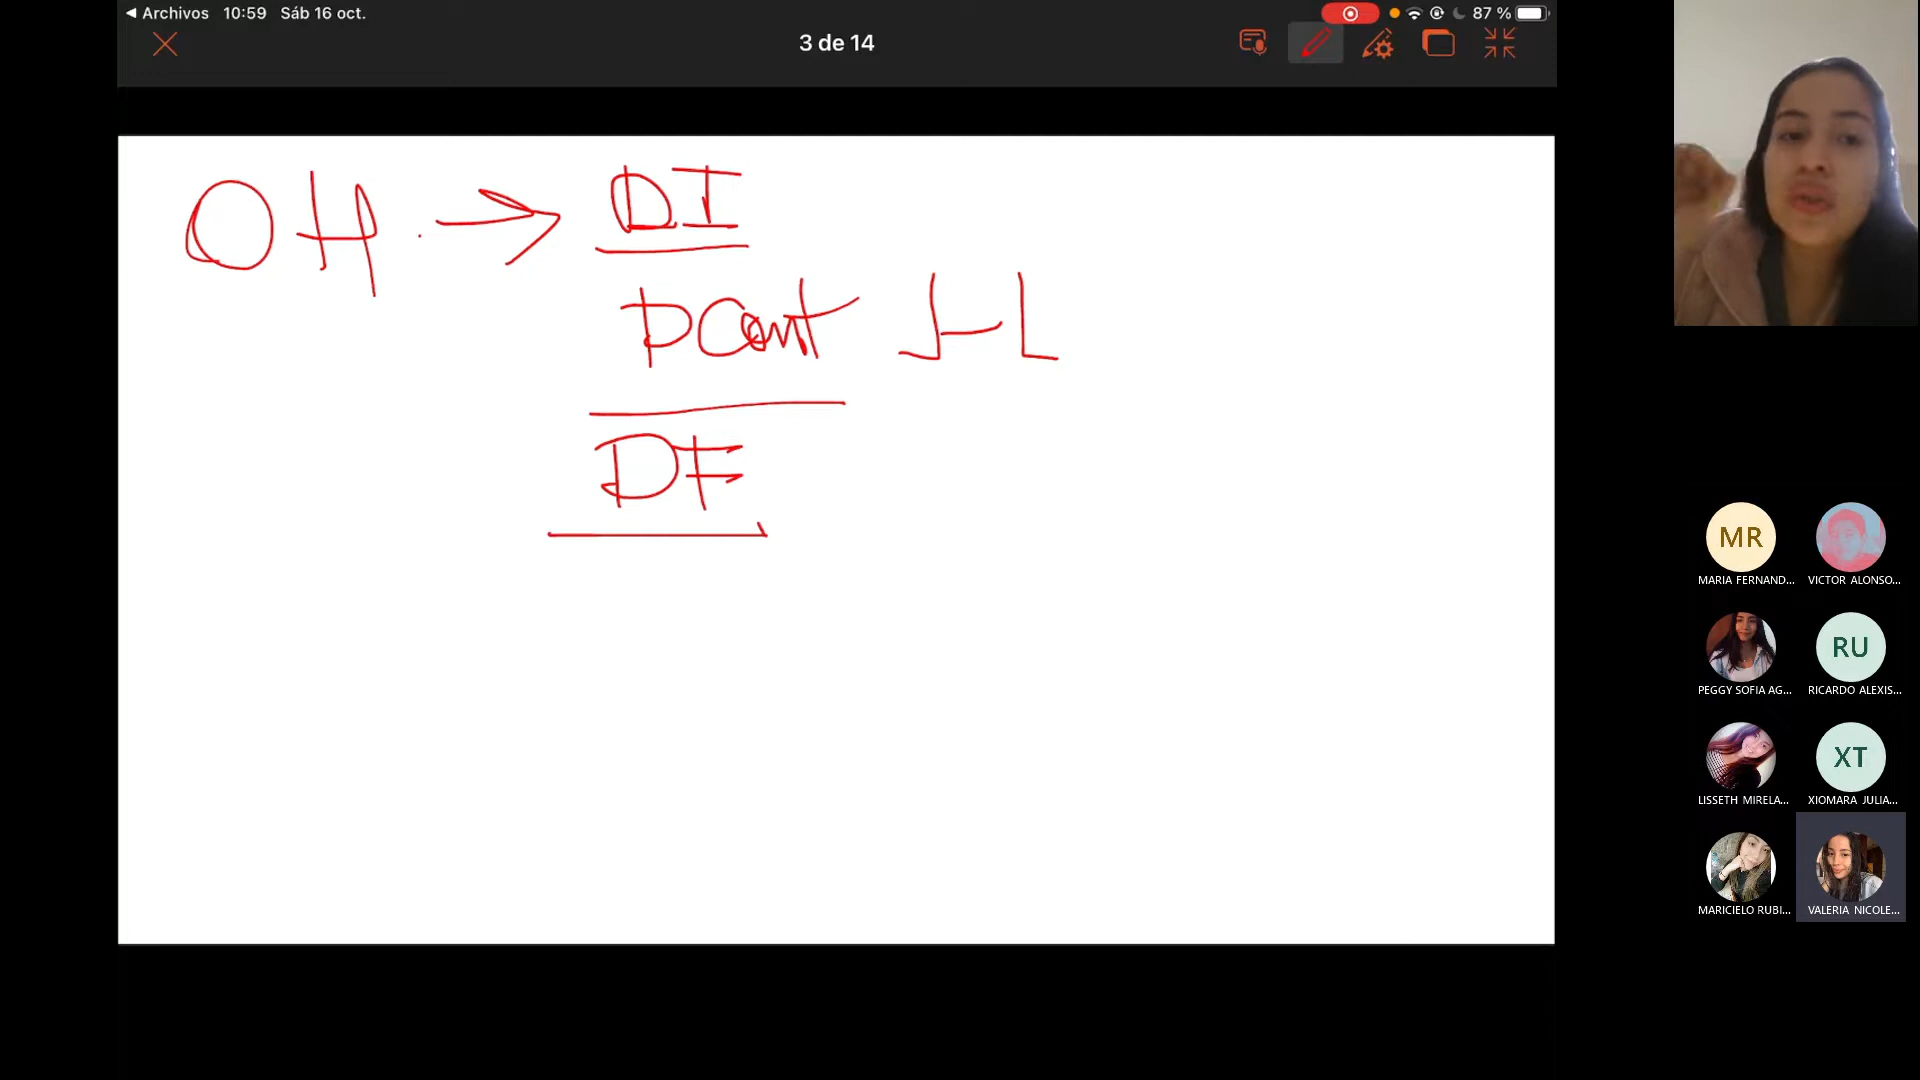 ◀ Archivos 10:59 Sáb 16 oct. 87 %
3 de 14
OH → DI
DCont
DF
MR
MARIA FERNAND...
VICTOR ALONSO...
PEGGY SOFIA AG...
RU
RICARDO ALEXIS...
LISSETH MIRELA...
XT
XIOMARA JULIA...
MARICIELO RUBI...
VALERIA NICOLE...